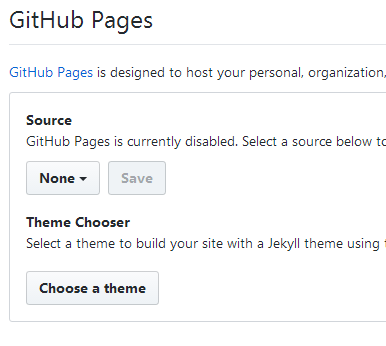 GitHub Pages
GitHub Pages is designed to host your personal, organization,
Source
GitHub Pages is currently disabled. Select a source below to
None Save
Theme Chooser
Select a theme to build your site with a Jekyll theme using
Choose a theme